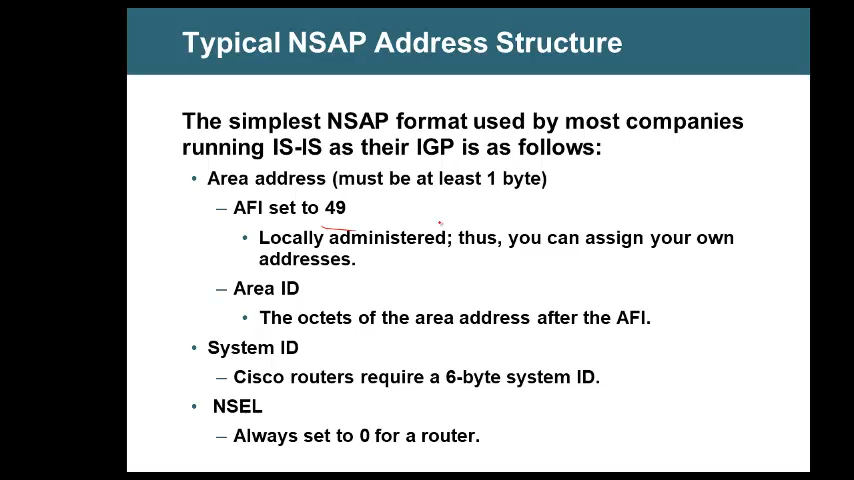 Typical NSAP Address Structure
The simplest NSAP format used by most companies
running IS-IS as their IGP is as follows:
• Area address (must be at least 1 byte)
– AFI set to 49
• Locally administered; thus, you can assign your own
addresses.
– Area ID
• The octets of the area address after the AFI.
• System ID
– Cisco routers require a 6-byte system ID.
• NSEL
– Always set to 0 for a router.